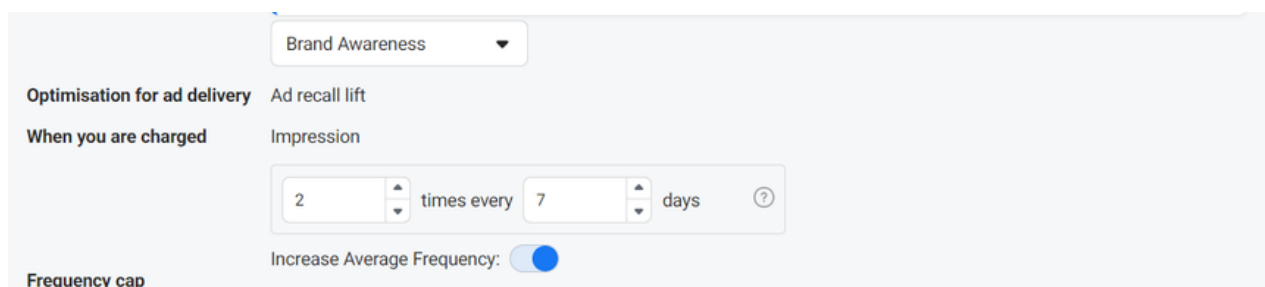 Brand Awareness
Optimisation for ad delivery Ad recall lift
When you are charged Impression
2 times every 7 days ?
Increase Average Frequency:
Frequency cap